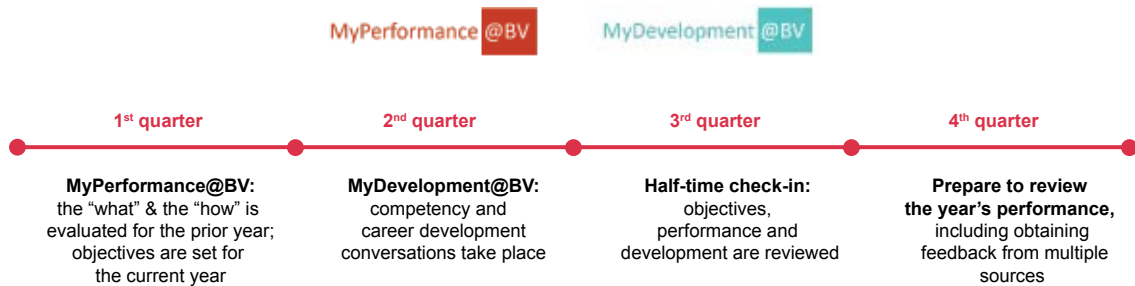 MyPerformance @BV
MyDevelopment @BV
1st quarter
2nd quarter
3rd quarter
4th quarter
MyPerformance@BV:
the “what” & the “how” is
evaluated for the prior year;
objectives are set for
the current year
MyDevelopment@BV:
competency and
career development
conversations take place
Half-time check-in:
objectives,
performance and
development are reviewed
Prepare to review
the year’s performance,
including obtaining
feedback from multiple
sources